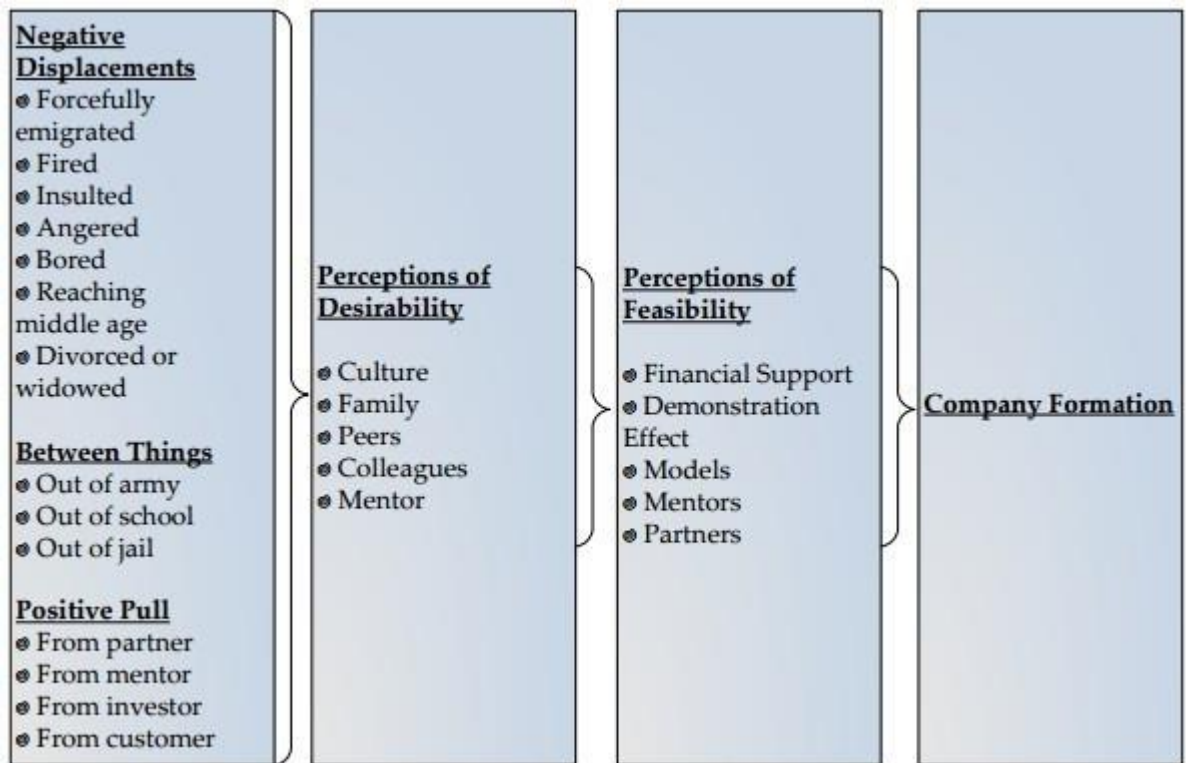 Negative
Displacements
Forcefully
emigrated
Fired
Insulted
Angered
Bored
Reaching
middle age
Divorced or
widowed
Between Things
Out of army
Out of school
Out of jail
Positive Pull
From partner
From mentor
From investor
From customer
Perceptions of
Desirability
Culture
Family
Peers
Colleagues
Mentor
Perceptions of
Feasibility
Financial Support
Demonstration
Effect
Models
Mentors
Partners
Company Formation